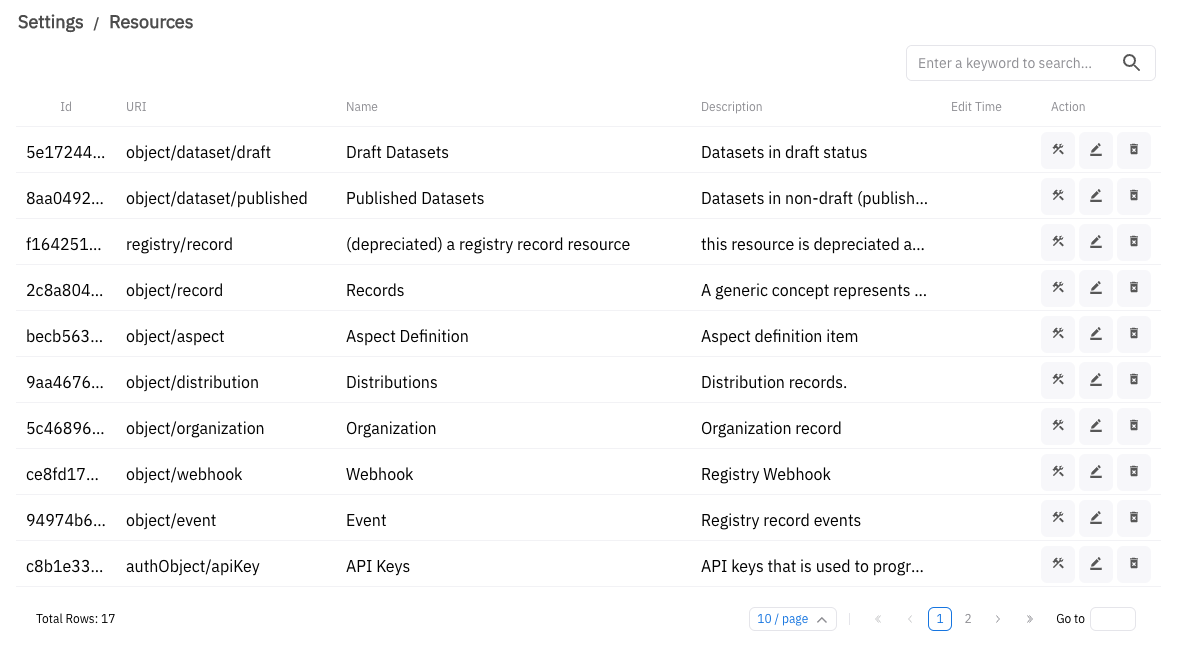 Settings / Resources
Enter a keyword to search...
Id URI Name Description Edit Time Action
5e17244... object/dataset/draft Draft Datasets Datasets in draft status
8aa0492... object/dataset/published Published Datasets Datasets in non-draft (publish...
f164251... registry/record (depreciated) a registry record resource this resource is depreciated a...
2c8a804... object/record Records A generic concept represents ...
becb563... object/aspect Aspect Definition Aspect definition item
9aa4676... object/distribution Distributions Distribution records.
5c46896... object/organization Organization Organization record
ce8fd17... object/webhook Webhook Registry Webhook
94974b6... object/event Event Registry record events
c8b1e33... authObject/apiKey API Keys API keys that is used to progr...
Total Rows: 17 10 / page « ‹ 1 2 › » Go to